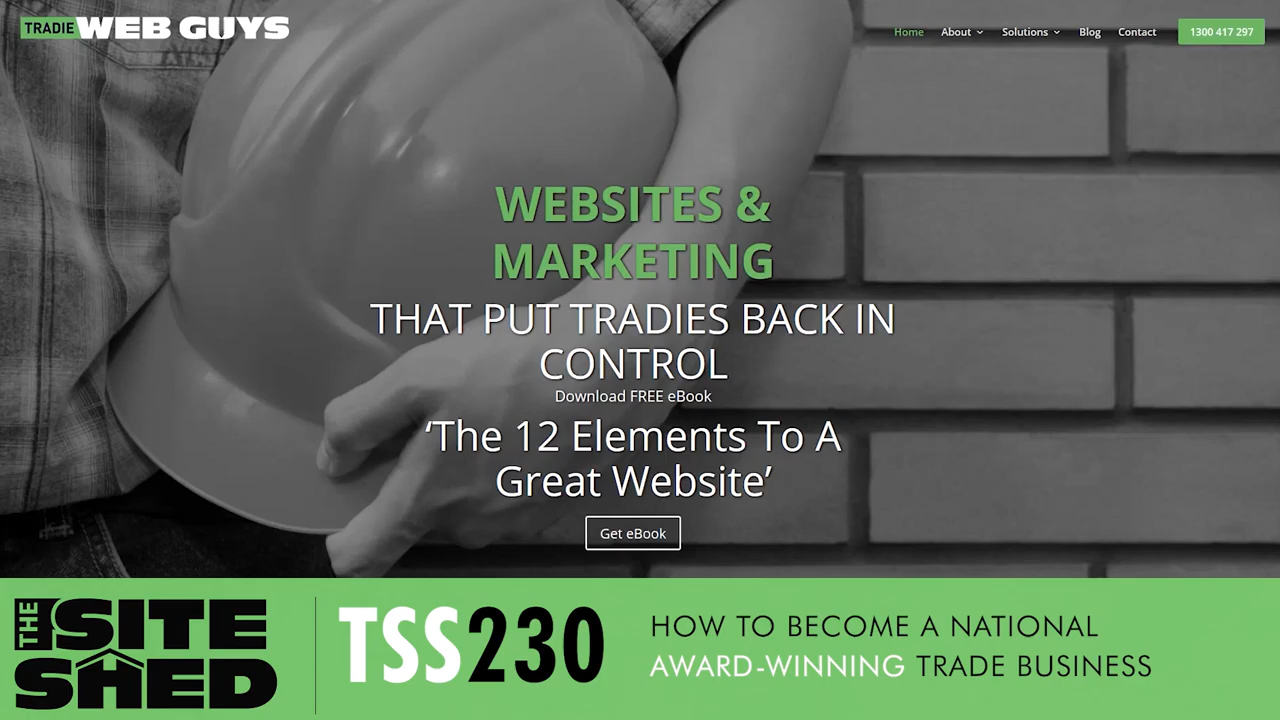 TRADIE WEB GUYS
Home About Solutions Blog Contact 1300 417 297
WEBSITES &
MARKETING
THAT PUT TRADIES BACK IN
CONTROL
Download FREE eBook
‘The 12 Elements To A
Great Website’
Get eBook
THE SITE
SHED
TSS230
HOW TO BECOME A NATIONAL
AWARD-WINNING TRADE BUSINESS